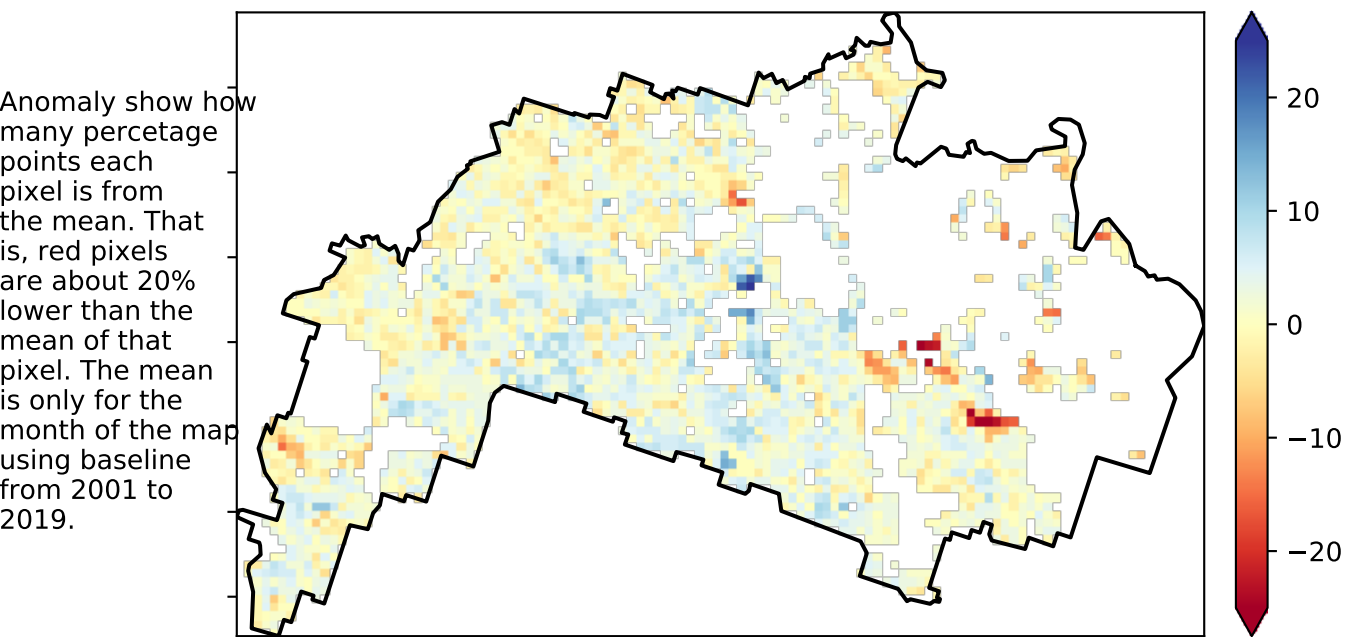 Anomaly show how
many percetage
points each
pixel is from
the mean. That
is, red pixels
are about 20%
lower than the
mean of that
pixel. The mean
is only for the
month of the map
using baseline
from 2001 to
2019.
20
10
0
−10
−20